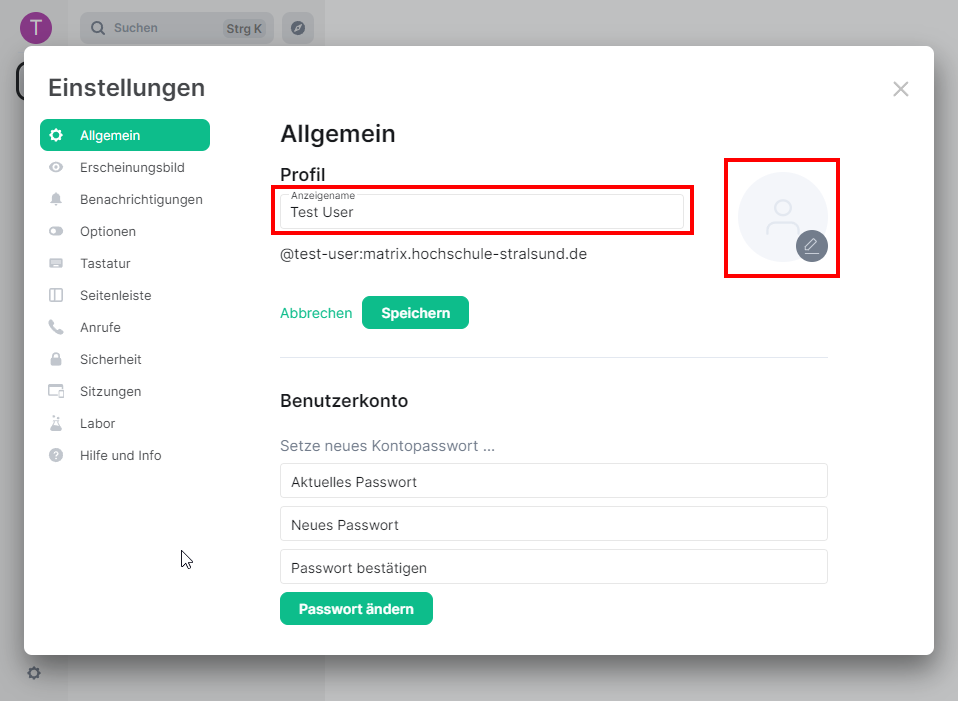 T
Suchen
Strg K
Einstellungen
Allgemein
Erscheinungsbild
Benachrichtigungen
Optionen
Tastatur
Seitenleiste
Anrufe
Sicherheit
Sitzungen
Labor
Hilfe und Info
Allgemein
Profil
Anzeigename
Test User
@test-user:matrix.hochschule-stralsund.de
Abbrechen
Speichern
Benutzerkonto
Setze neues Kontopasswort ...
Aktuelles Passwort
Neues Passwort
Passwort bestätigen
Passwort ändern